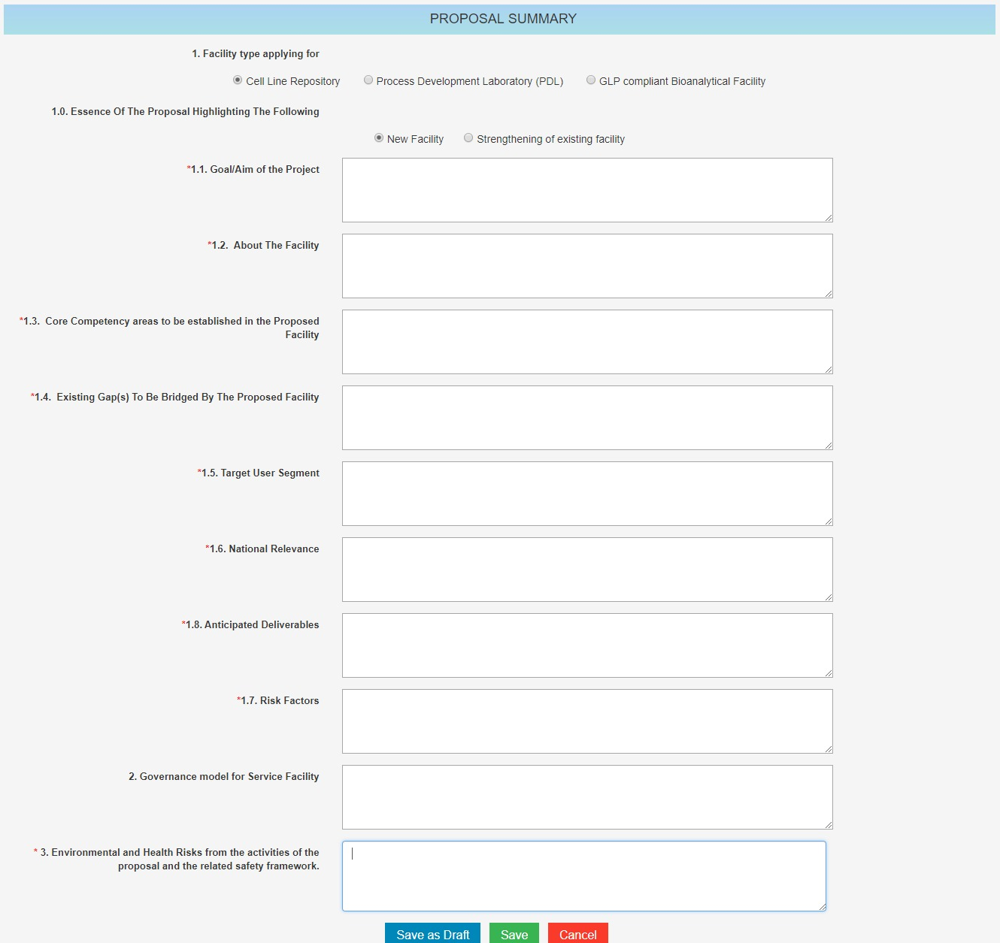 PROPOSAL SUMMARY
1. Facility type applying for
Cell Line Repository Process Development Laboratory (PDL) GLP compliant Bioanalytical Facility
1.0. Essence Of The Proposal Highlighting The Following
New Facility Strengthening of existing facility
*1.1. Goal/Aim of the Project
*1.2. About The Facility
*1.3. Core Competency areas to be established in the Proposed
Facility
*1.4. Existing Gap(s) To Be Bridged By The Proposed Facility
*1.5. Target User Segment
*1.6. National Relevance
*1.8. Anticipated Deliverables
*1.7. Risk Factors
2. Governance model for Service Facility
* 3. Environmental and Health Risks from the activities of the
proposal and the related safety framework.
Save as Draft Save Cancel